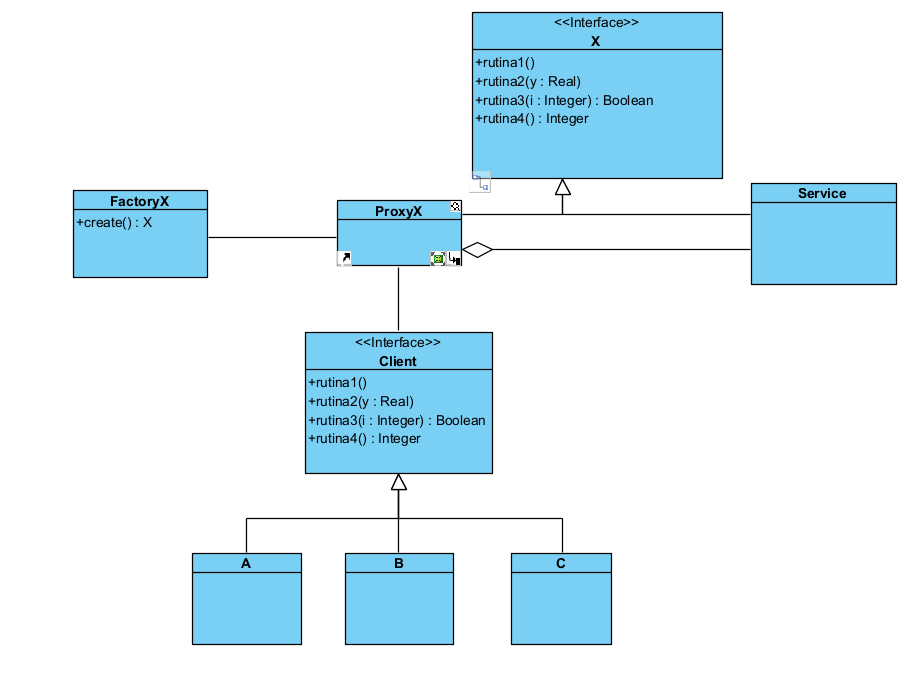 <<Interface>>
X
+rutina1()
+rutina2(y : Real)
+rutina3(i : Integer) : Boolean
+rutina4() : Integer
FactoryX
+create() : X
ProxyX
Service
<<Interface>>
Client
+rutina1()
+rutina2(y : Real)
+rutina3(i : Integer) : Boolean
+rutina4() : Integer
A
B
C